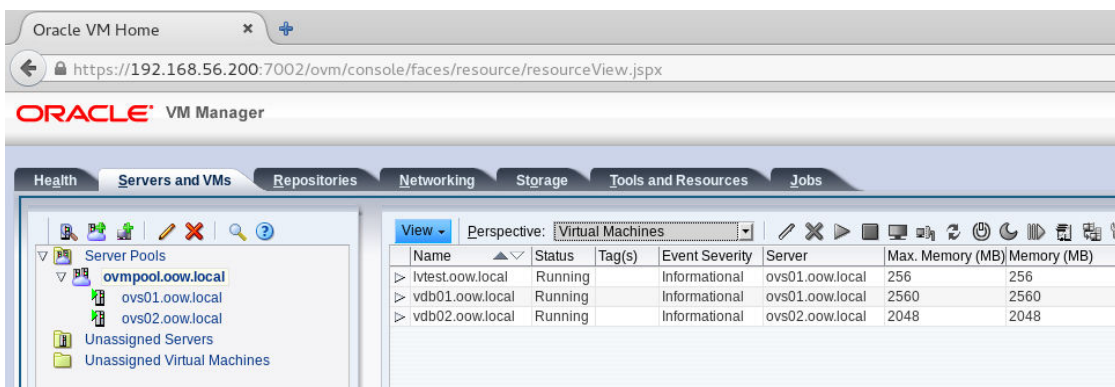 Oracle VM Home
https://192.168.56.200:7002/ovm/console/faces/resource/resourceView.jspx
ORACLE VM Manager
Health Servers and VMs Repositories Networking Storage Tools and Resources Jobs
View Perspective: Virtual Machines
Server Pools
ovmpool.oow.local
ovs01.oow.local
ovs02.oow.local
Unassigned Servers
Unassigned Virtual Machines
Name Status Tag(s) Event Severity Server Max. Memory (MB) Memory (MB)
lvtest.oow.local Running Informational ovs01.oow.local 256 256
vdb01.oow.local Running Informational ovs01.oow.local 2560 2560
vdb02.oow.local Running Informational ovs02.oow.local 2048 2048